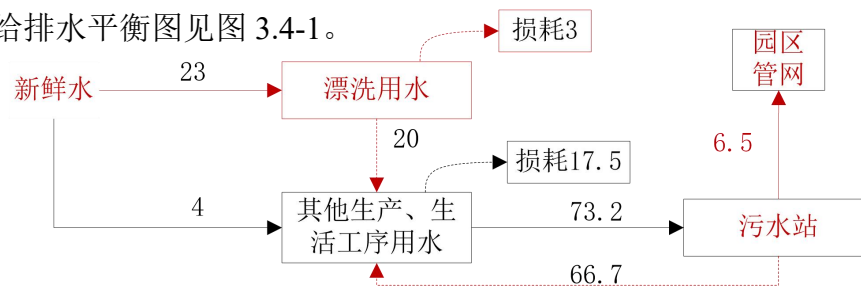 给排水平衡图见图 3.4-1。
损耗3
园区
管网
新鲜水
23
漂洗用水
20
6.5
损耗17.5
4
其他生产、生
活工序用水
73.2
污水站
66.7